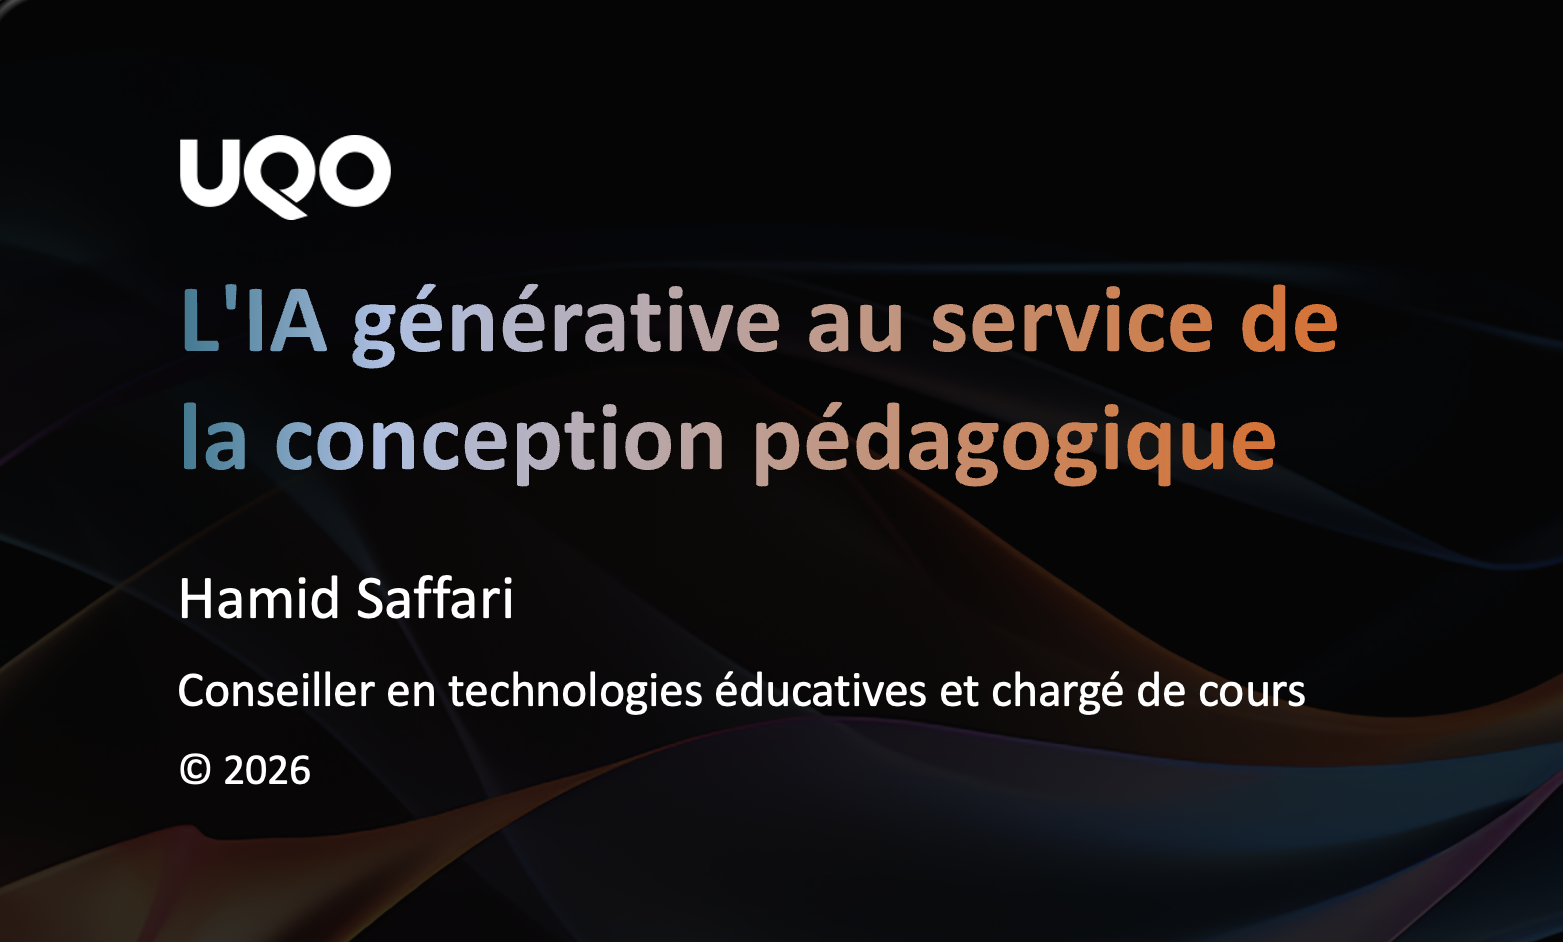 UQO
L'IA générative au service de
la conception pédagogique
Hamid Saffari
Conseiller en technologies éducatives et chargé de cours
© 2026